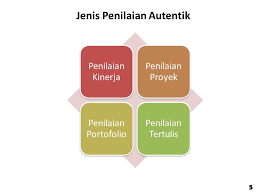 Jenis Penilaian Autentik
Penilaian
Kinerja
Penilaian
Proyek
Penilaian
Portofolio
Penilaian
Tertulis
5